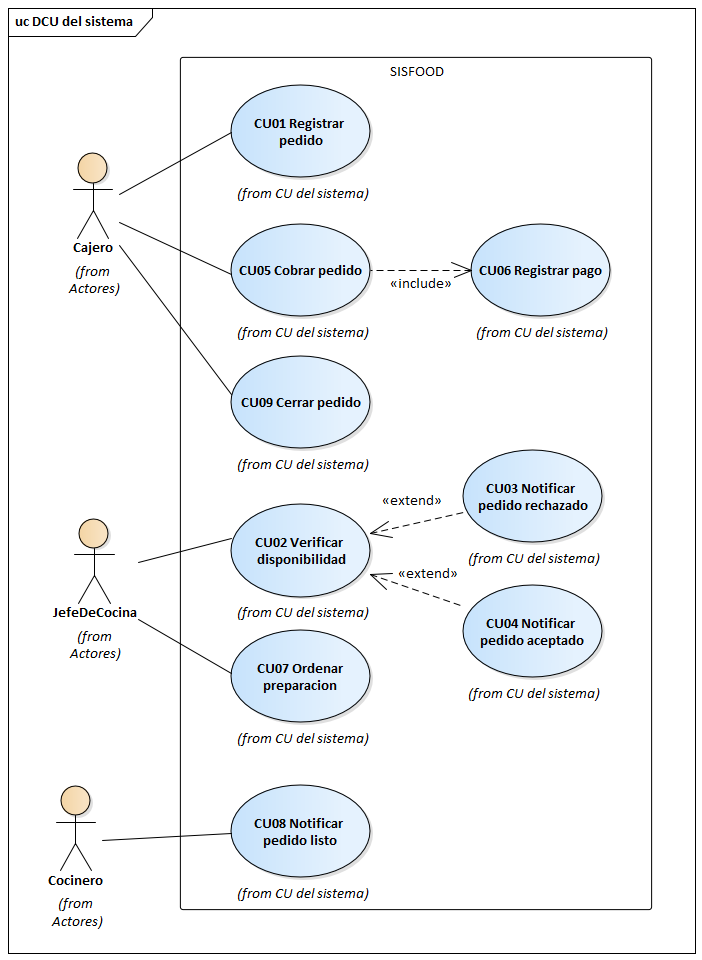 uc DCU del sistema
SISFOOD
CU01 Registrar
pedido
(from CU del sistema)
Cajero
(from
Actores)
CU05 Cobrar pedido
(from CU del sistema)
«include»
CU06 Registrar pago
(from CU del sistema)
CU09 Cerrar pedido
(from CU del sistema)
CU03 Notificar
pedido rechazado
(from CU del sistema)
«extend»
JefeDeCocina
(from
Actores)
CU02 Verificar
disponibilidad
(from CU del sistema)
«extend»
CU04 Notificar
pedido aceptado
(from CU del sistema)
CU07 Ordenar
preparacion
(from CU del sistema)
Cocinero
(from
Actores)
CU08 Notificar
pedido listo
(from CU del sistema)